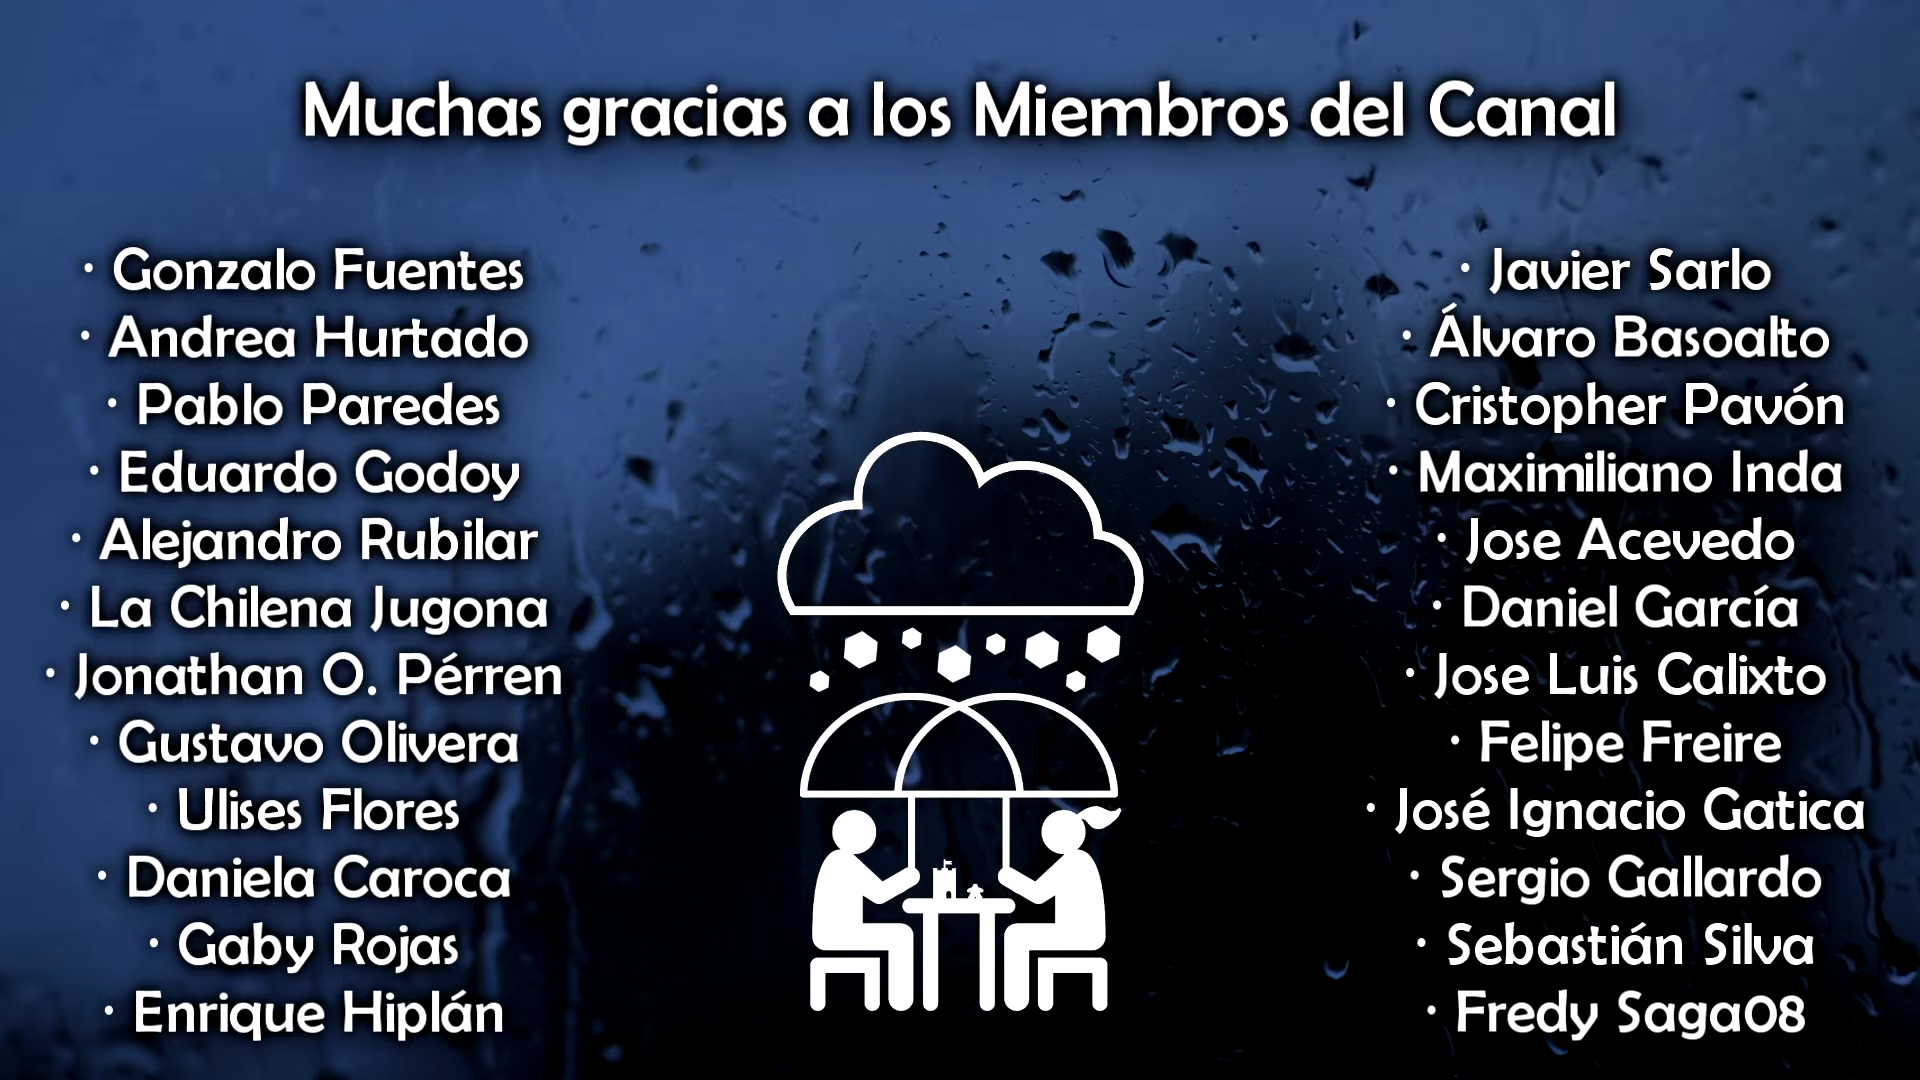 Muchas gracias a los Miembros del Canal
· Gonzalo Fuentes
· Andrea Hurtado
· Pablo Paredes
· Eduardo Godoy
· Alejandro Rubilar
· La Chilena Jugona
· Jonathan O. Pérren
· Gustavo Olivera
· Ulises Flores
· Daniela Caroca
· Gaby Rojas
· Enrique Hiplán
· Javier Sarlo
· Álvaro Basoalto
· Cristopher Pavón
· Maximiliano Inda
· Jose Acevedo
· Daniel García
· Jose Luis Calixto
· Felipe Freire
· José Ignacio Gatica
· Sergio Gallardo
· Sebastián Silva
· Fredy Saga08